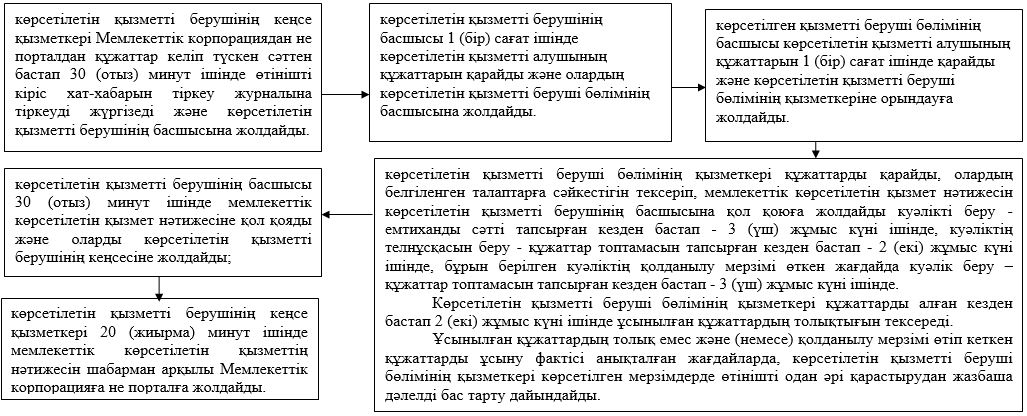 көрсетілетін қызметті берушінің кеңсе
қызметкері Мемлекеттік корпорациядан не
порталдан құжаттар келіп түскен сәттен
бастап 30 (отыз) минут ішінде өтінішті
кіріс хат-хабарын тіркеу журналына
тіркеуді жүргізеді және көрсетілетін
қызметті берушінің басшысына жолдайды.
көрсетілетін қызметті берушінің
басшысы 1 (бір) сағат ішінде
көрсетілетін қызметті алушының
құжаттарын қарайды және олардың
көрсетілетін қызметті беруші бөлімінің
басшысына жолдайды.
көрсетілген қызметті беруші бөлімінің
басшысы көрсетілетін қызметті алушының
құжаттарын 1 (бір) сағат ішінде қарайды
және көрсетілетін қызметті беруші
бөлімінің қызметкеріне орындауға
жолдайды.
көрсетілетін қызметті беруші бөлімінің қызметкері құжаттарды қарайды, олардың
белгіленген талаптарға сәйкестігін тексеріп, мемлекеттік көрсетілетін қызмет нәтижесін
көрсетілетін қызметті берушінің басшысына қол қоюға жолдайды куәлікті беру -
емтиханды сәтті тапсырған кезден бастап - 3 (үш) жұмыс күні ішінде, куәліктің
телнұсқасын беру - құжаттар топтамасын тапсырған кезден бастап - 2 (екі) жұмыс күні
ішінде, бұрын берілген куәліктің қолданылу мерзімі өткен жағдайда куәлік беру –
құжаттар топтамасын тапсырған кезден бастап - 3 (үш) жұмыс күні ішінде.
Көрсетілетін қызметті беруші бөлімінің қызметкері құжаттарды алған кезден
бастап 2 (екі) жұмыс күні ішінде ұсынылған құжаттардың толықтығын тексереді.
Ұсынылған құжаттардың толық емес және (немесе) қолданылу мерзімі өтіп кеткен
құжаттарды ұсыну фактісі анықталған жағдайларда, көрсетілетін қызметті беруші
бөлімінің қызметкері көрсетілген мерзімдерде өтінішті одан әрі қарастырудан жазбаша
дәлелді бас тарту дайындайды.
көрсетілетін қызметті берушінің басшысы
30 (отыз) минут ішінде мемлекеттік
көрсетілетін қызмет нәтижесіне қол қояды
және оларды көрсетілетін қызметті
берушінің кеңсесіне жолдайды;
көрсетілетін қызметті берушінің кеңсе
қызметкері 20 (жиырма) минут ішінде
мемлекеттік көрсетілетін қызметтің
нәтижесін шабарман арқылы Мемлекеттік
корпорацияға не порталға жолдайды.